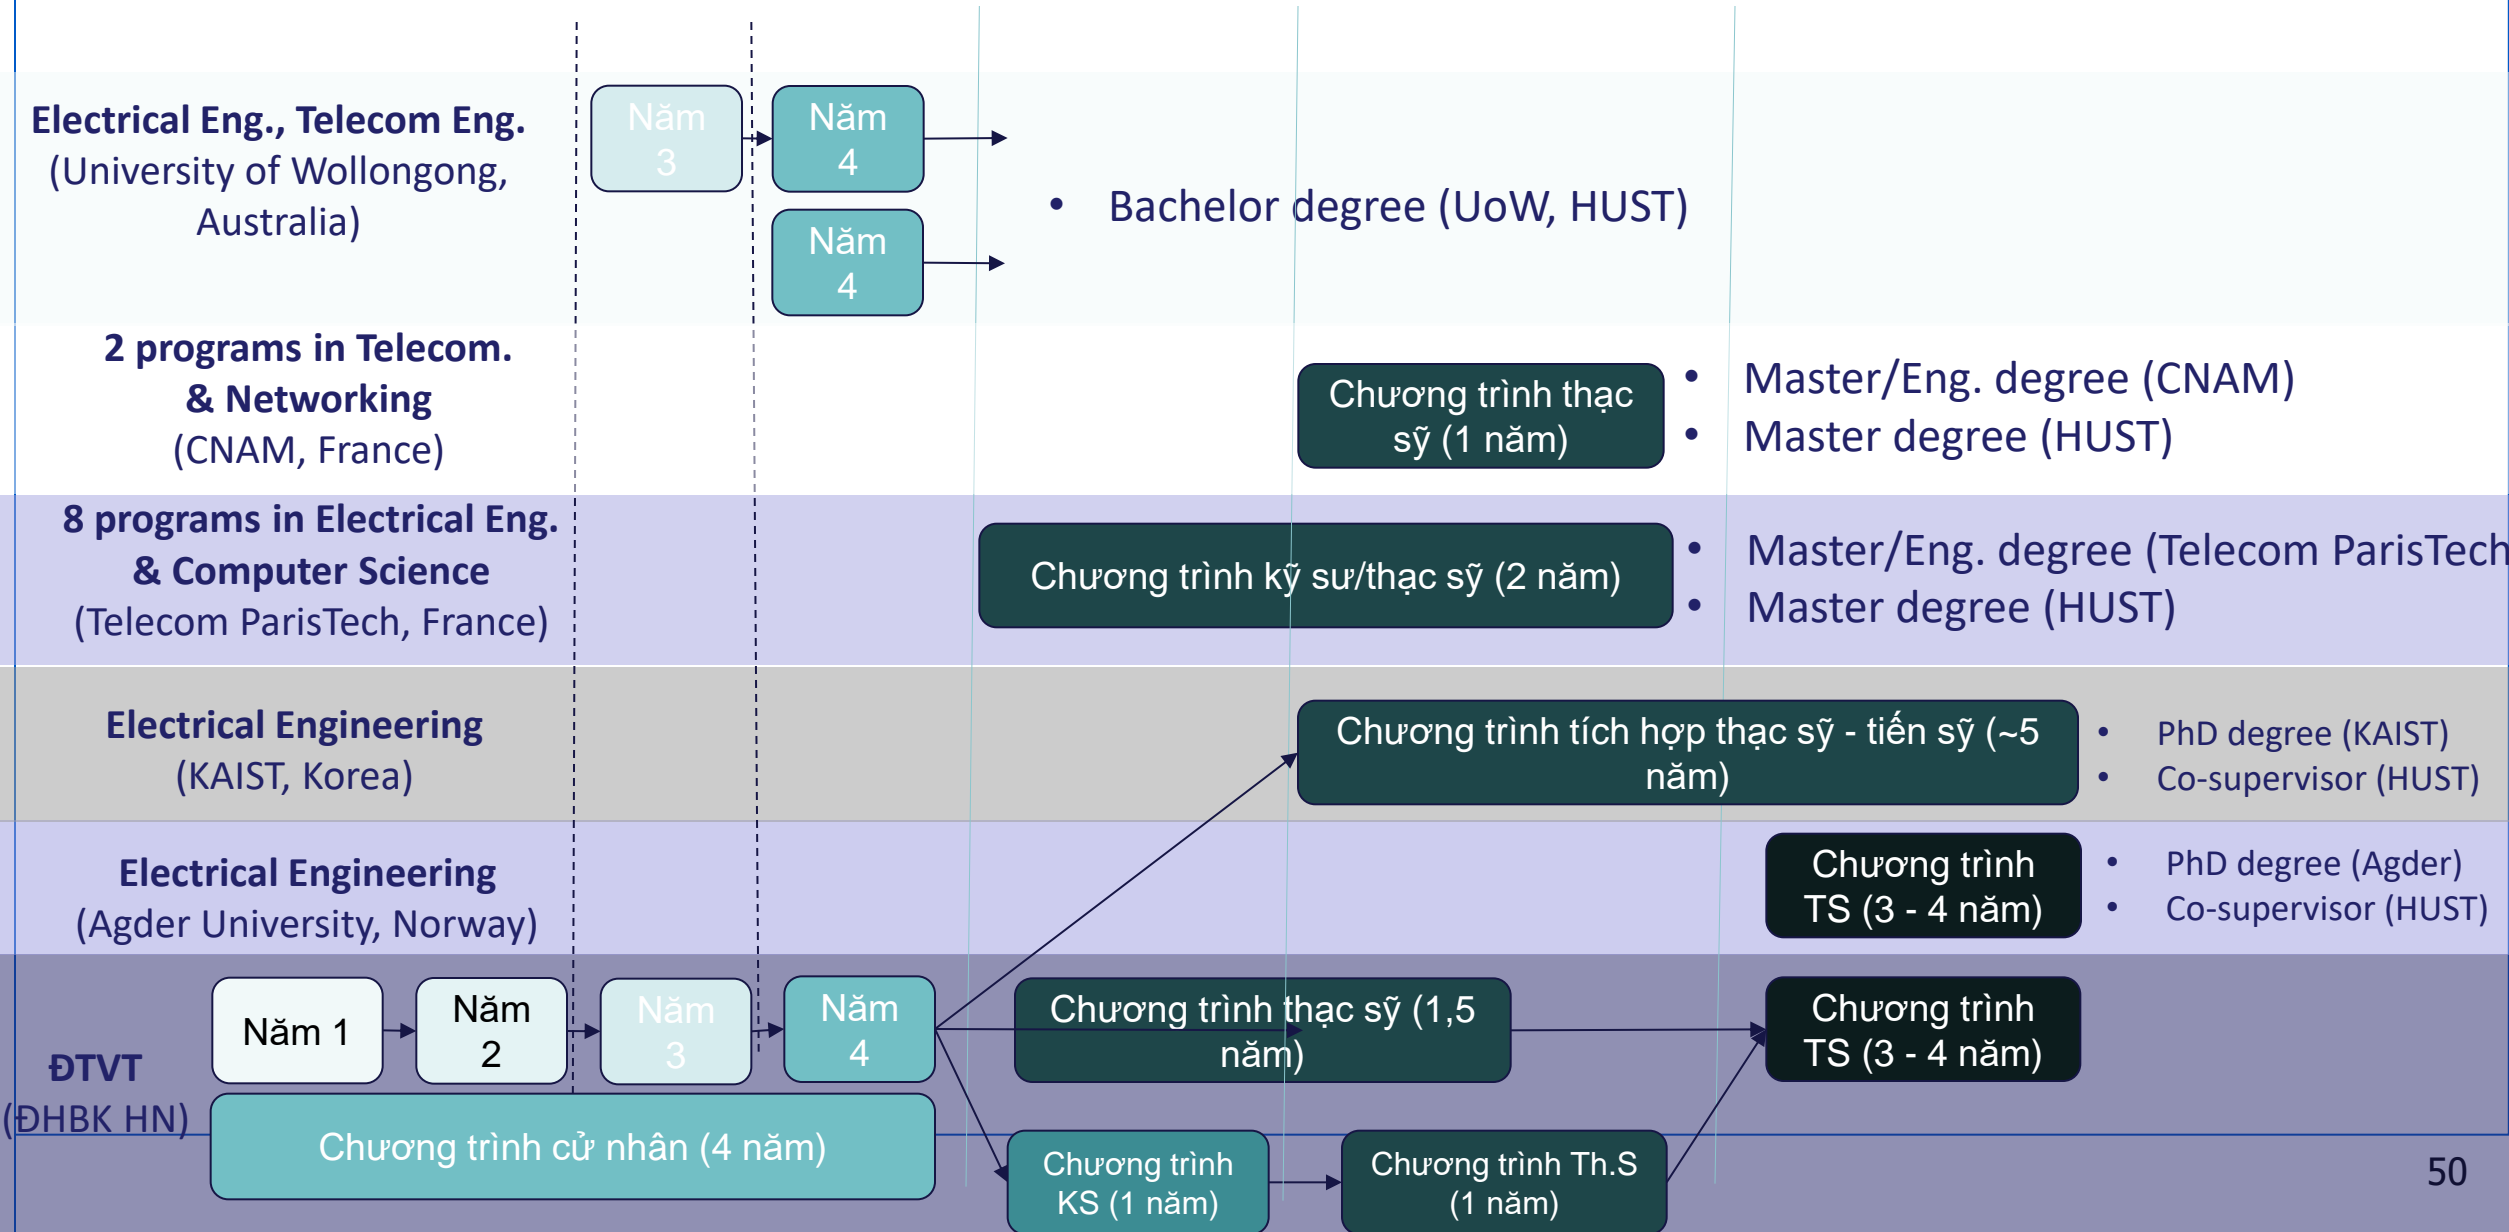 Electrical Eng., Telecom Eng.
(University of Wollongong,
Australia)
Năm
3
Năm
4
Năm
4
• Bachelor degree (UoW, HUST)
2 programs in Telecom.
& Networking
(CNAM, France)
Chương trình thạc
sỹ (1 năm)
• Master/Eng. degree (CNAM)
• Master degree (HUST)
8 programs in Electrical Eng.
& Computer Science
(Telecom ParisTech, France)
Chương trình kỹ sư/thạc sỹ (2 năm)
• Master/Eng. degree (Telecom ParisTech
• Master degree (HUST)
Electrical Engineering
(KAIST, Korea)
Chương trình tích hợp thạc sỹ - tiến sỹ (~5
năm)
• PhD degree (KAIST)
• Co-supervisor (HUST)
Electrical Engineering
(Agder University, Norway)
Chương trình
TS (3 - 4 năm)
• PhD degree (Agder)
• Co-supervisor (HUST)
ĐTVT
(ĐHBK HN)
Năm 1
Năm
2
Năm
3
Năm
4
Chương trình thạc sỹ (1,5
năm)
Chương trình
TS (3 - 4 năm)
Chương trình cử nhân (4 năm)
Chương trình
KS (1 năm)
Chương trình Th.S
(1 năm)
50